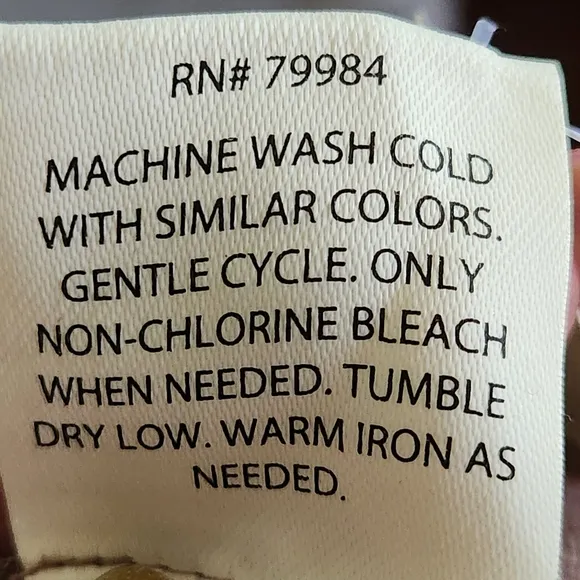 RN# 79984
MACHINE WASH COLD
WITH SIMILAR COLORS.
GENTLE CYCLE. ONLY
NON-CHLORINE BLEACH
WHEN NEEDED. TUMBLE
DRY LOW. WARM IRON AS
NEEDED.